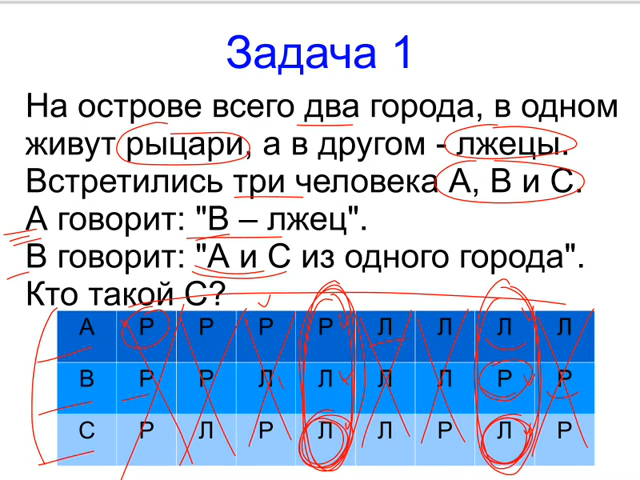 Задача 1
На острове всего два города, в одном
живут рыцари, а в другом - лжецы.
Встретились три человека А, В и С.
А говорит: "В – лжец".
В говорит: "А и С из одного города".
Кто такой С?
А Р Р Р Р Л Л Л Л
В Р Р Л Л Л Л Р Р
С Р Л Р Л Л Р Л Р